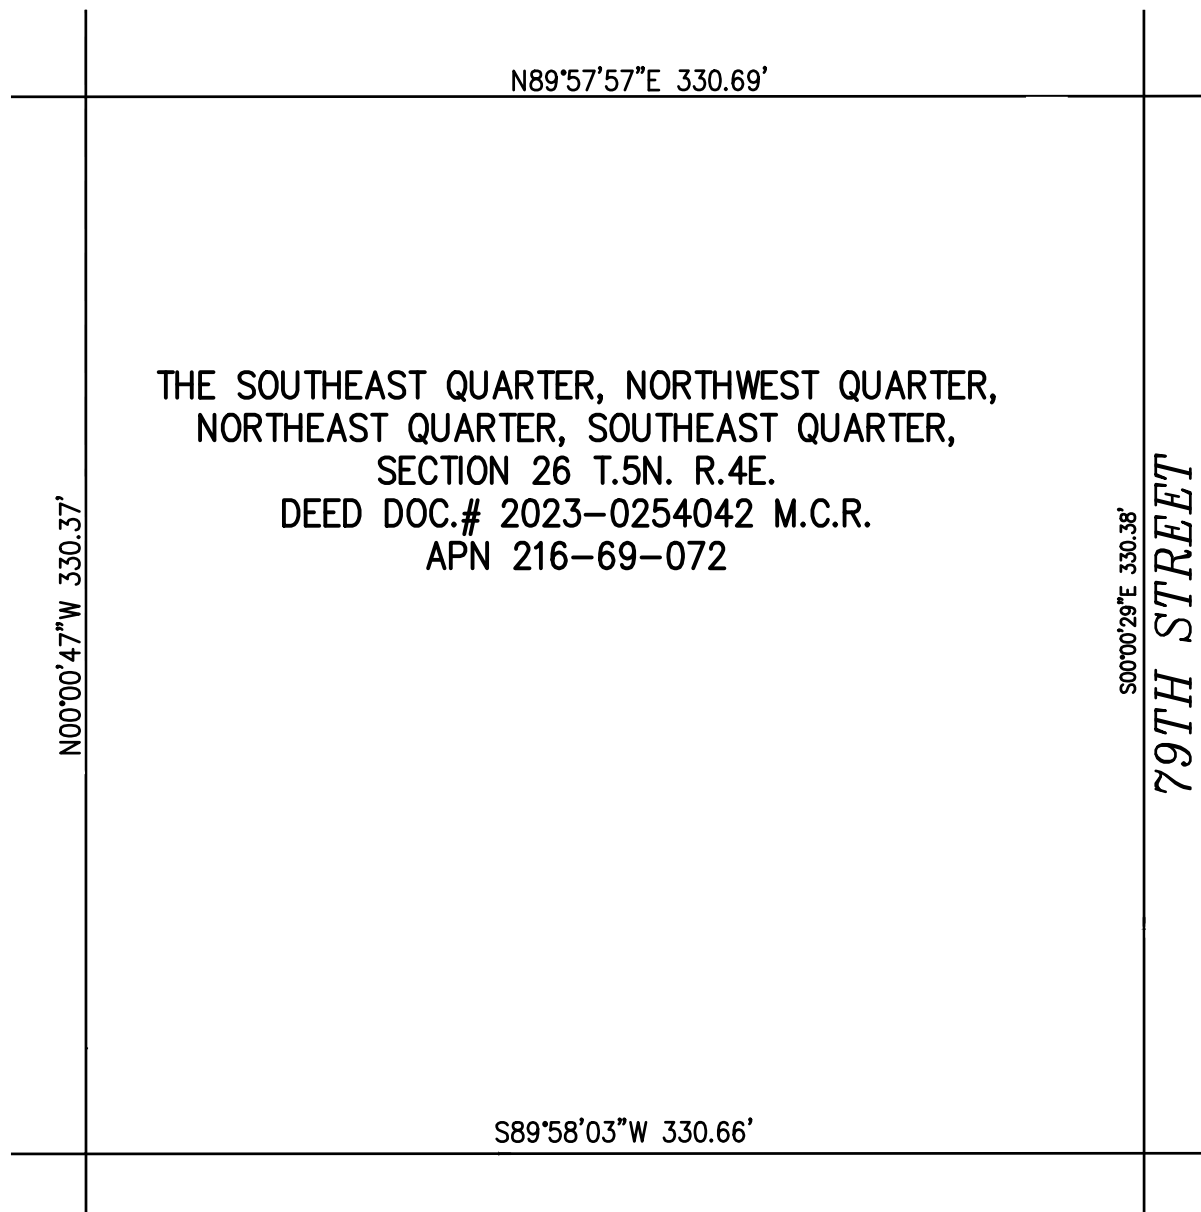 N89°57'57"E 330.69'
THE SOUTHEAST QUARTER, NORTHWEST QUARTER,
NORTHEAST QUARTER, SOUTHEAST QUARTER,
SECTION 26 T.5N. R.4E.
DEED DOC.# 2023-0254042 M.C.R.
APN 216-69-072
N00°00'47"W 330.37'
S00°00'29"E 330.38'
79TH STREET
S89°58'03"W 330.66'